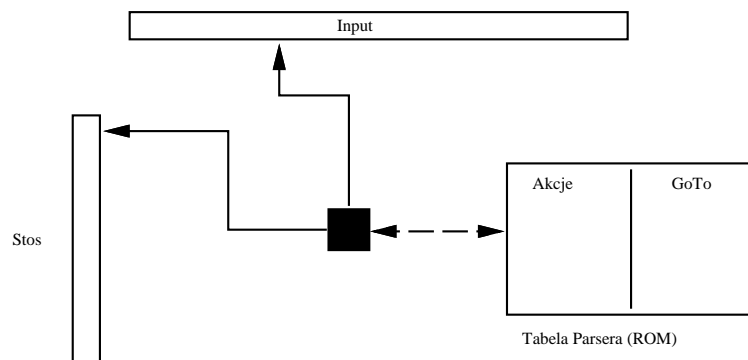 Input
Akcje
GoTo
Stos
Tabela Parsera (ROM)